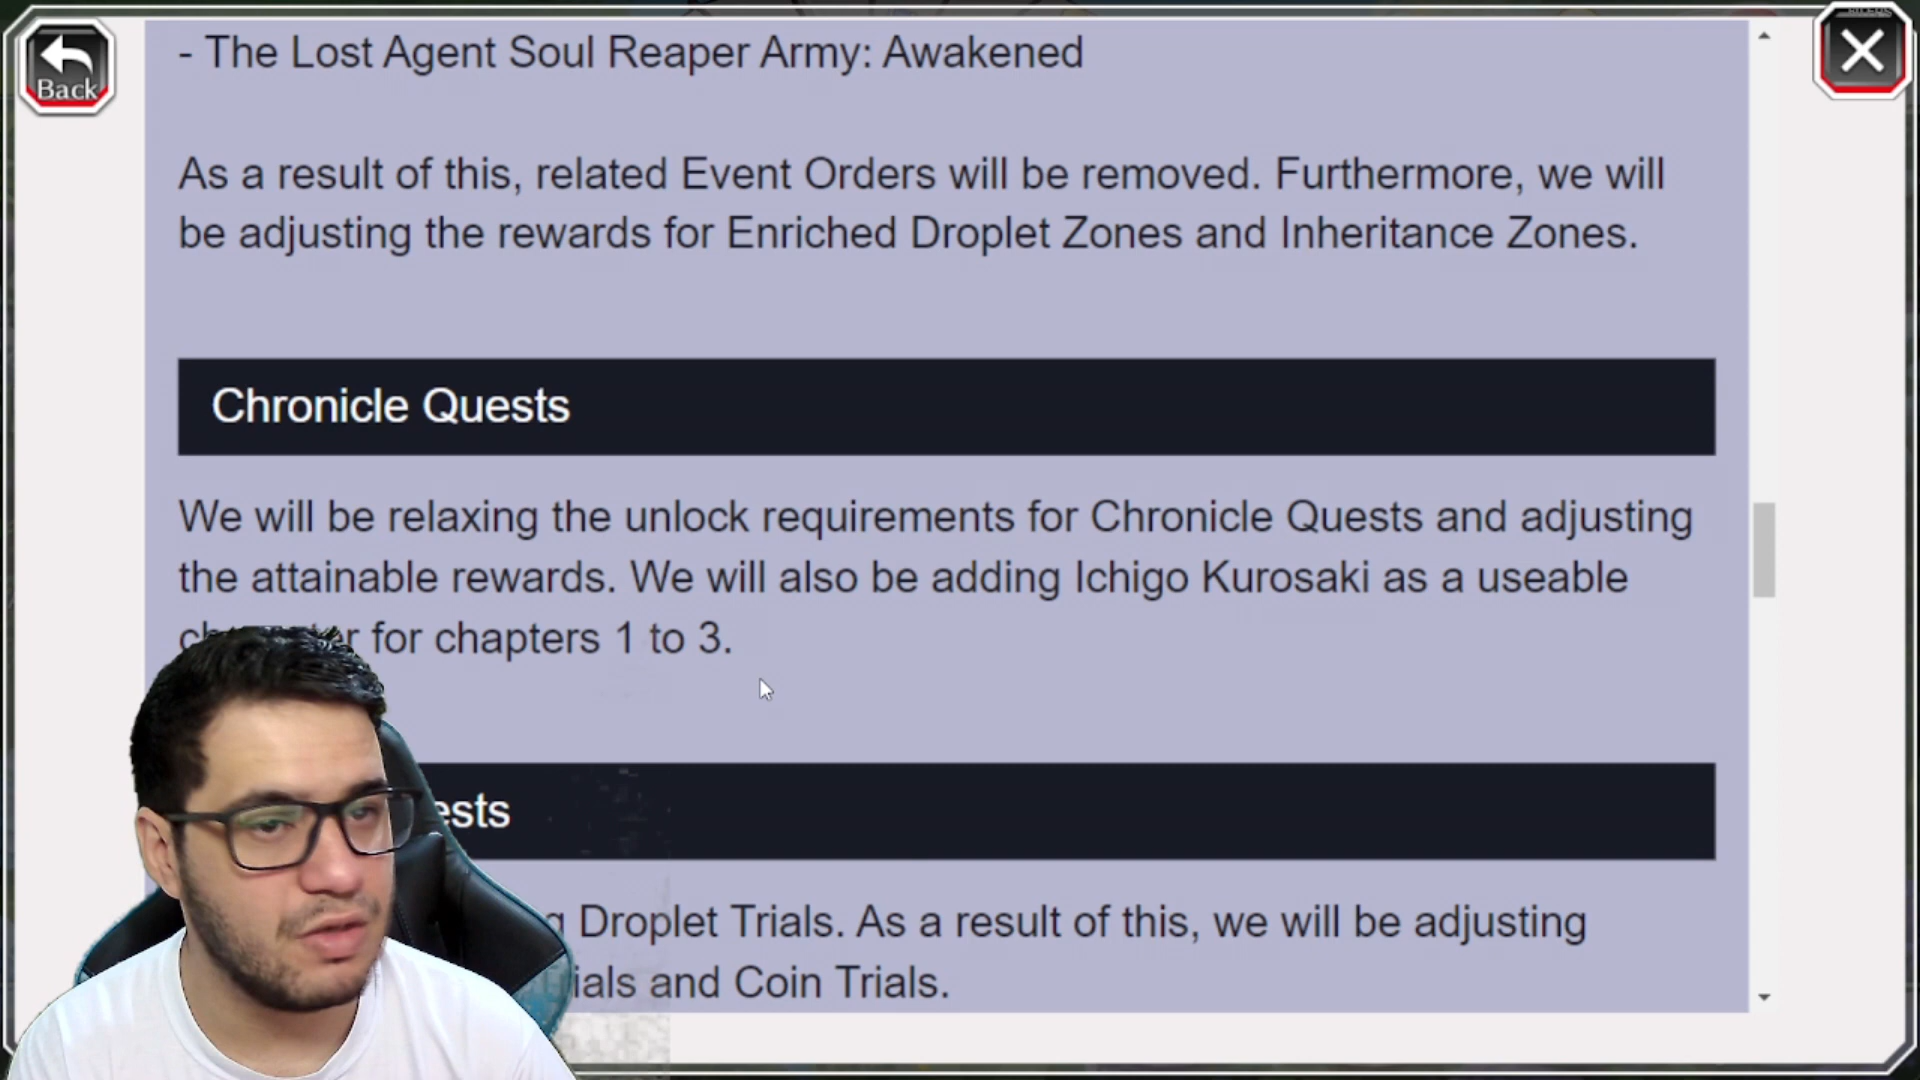 Back
- The Lost Agent Soul Reaper Army: Awakened
As a result of this, related Event Orders will be removed. Furthermore, we will
be adjusting the rewards for Enriched Droplet Zones and Inheritance Zones.
Chronicle Quests
We will be relaxing the unlock requirements for Chronicle Quests and adjusting
the attainable rewards. We will also be adding Ichigo Kurosaki as a useable
for chapters 1 to 3.
Droplet Trials. As a result of this, we will be adjusting
and Coin Trials.